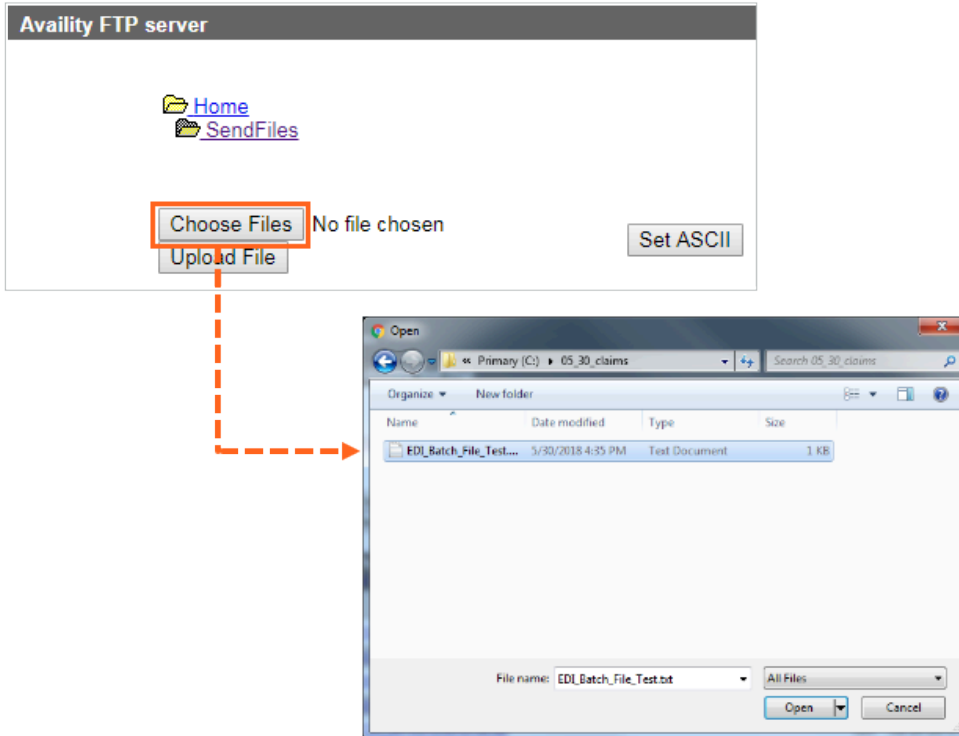 Availity FTP server
Home
SendFiles
Choose Files No file chosen
Set ASCII
Upload File
Open
« Primary (C:) 05_30_claims Search 05_30_claims
Organize New folder
Name Date modified Type Size
EDI_Batch_File_Test.... 5/30/2018 4:35 PM Text Document 1 KB
File name: EDI_Batch_File_Test.txt All Files
Open Cancel